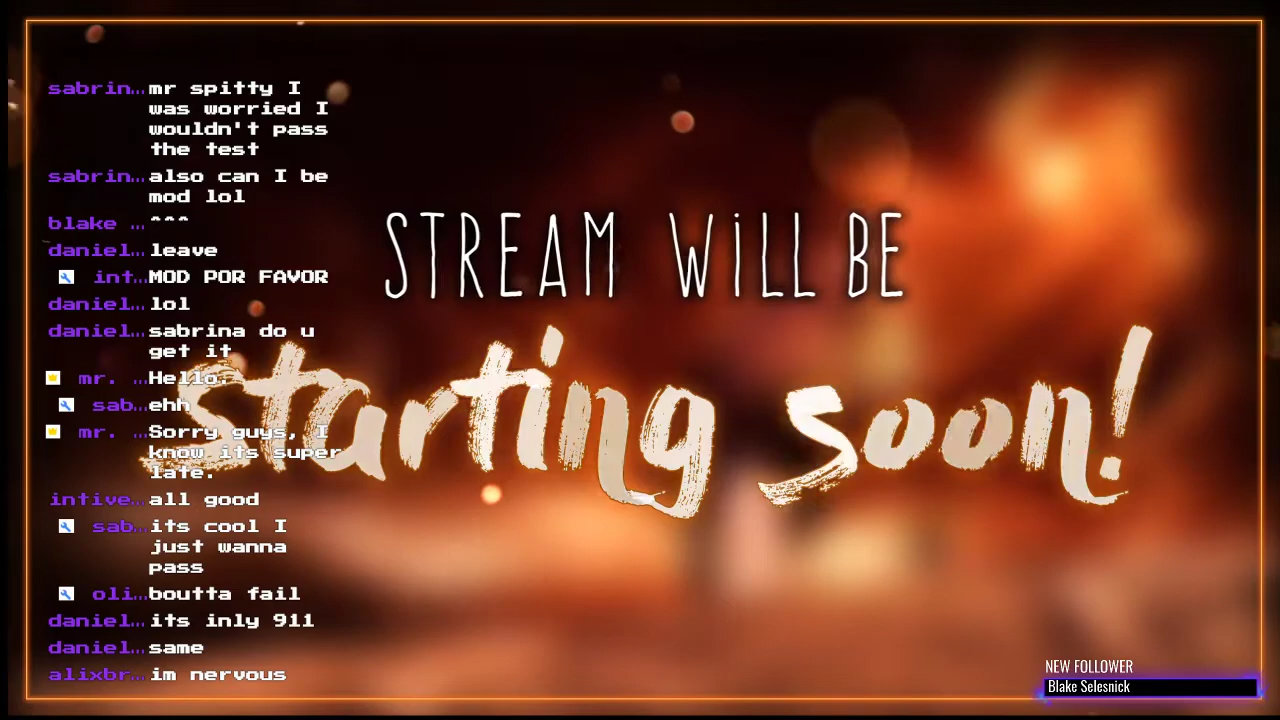 sabrin… mr spitty I
was worried I
wouldn't pass
the test
sabrin… also can I be
mod lol
blake … ^^^
daniel… leave
int… MOD POR FAVOR
daniel… lol
daniel… sabrina do u
get it
mr. … Hello.
sab… ehh
mr. … Sorry guys, I
know its super
late.
intive… all good
sab… its cool I
just wanna
pass
oli… boutta fail
daniel… its inly 911
daniel… same
alixbr… im nervous
STREAM WiLL BE
starting soon!
NEW FOLLOWER
Blake Selesnick